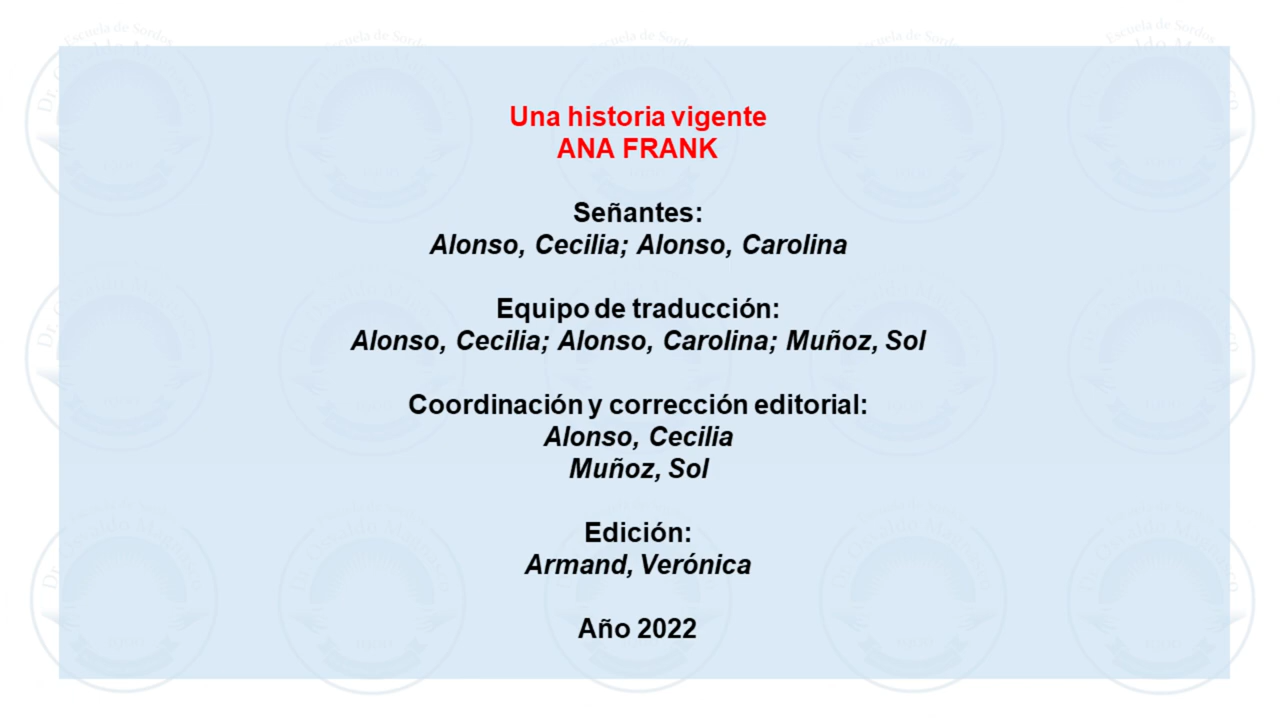 Una historia vigente
ANA FRANK
Señantes:
Alonso, Cecilia; Alonso, Carolina
Equipo de traducción:
Alonso, Cecilia; Alonso, Carolina; Muñoz, Sol
Coordinación y corrección editorial:
Alonso, Cecilia
Muñoz, Sol
Edición:
Armand, Verónica
Año 2022